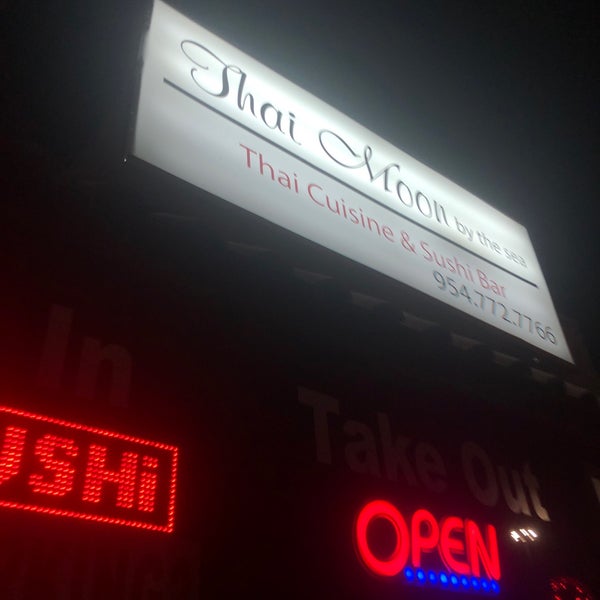 Thai Moon by the sea
Thai Cuisine & Sushi Bar
954.772.7766
In
Take Out
USHi
OPEN